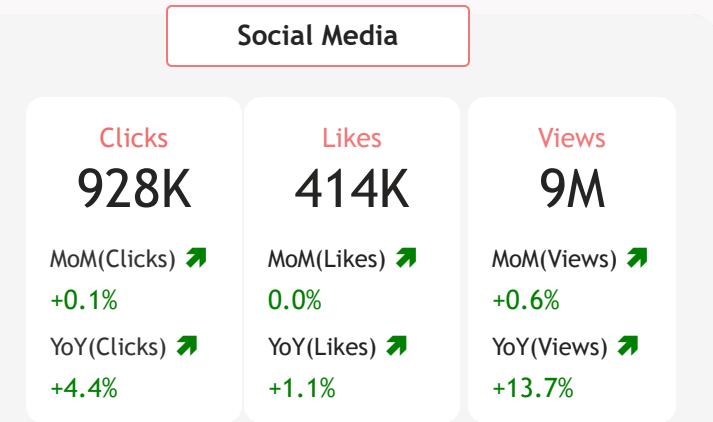 Social Media
Clicks
928K
MoM(Clicks)
+0.1%
YoY(Clicks)
+4.4%
Likes
414K
MoM(Likes)
0.0%
YoY(Likes)
+1.1%
Views
9M
MoM(Views)
+0.6%
YoY(Views)
+13.7%